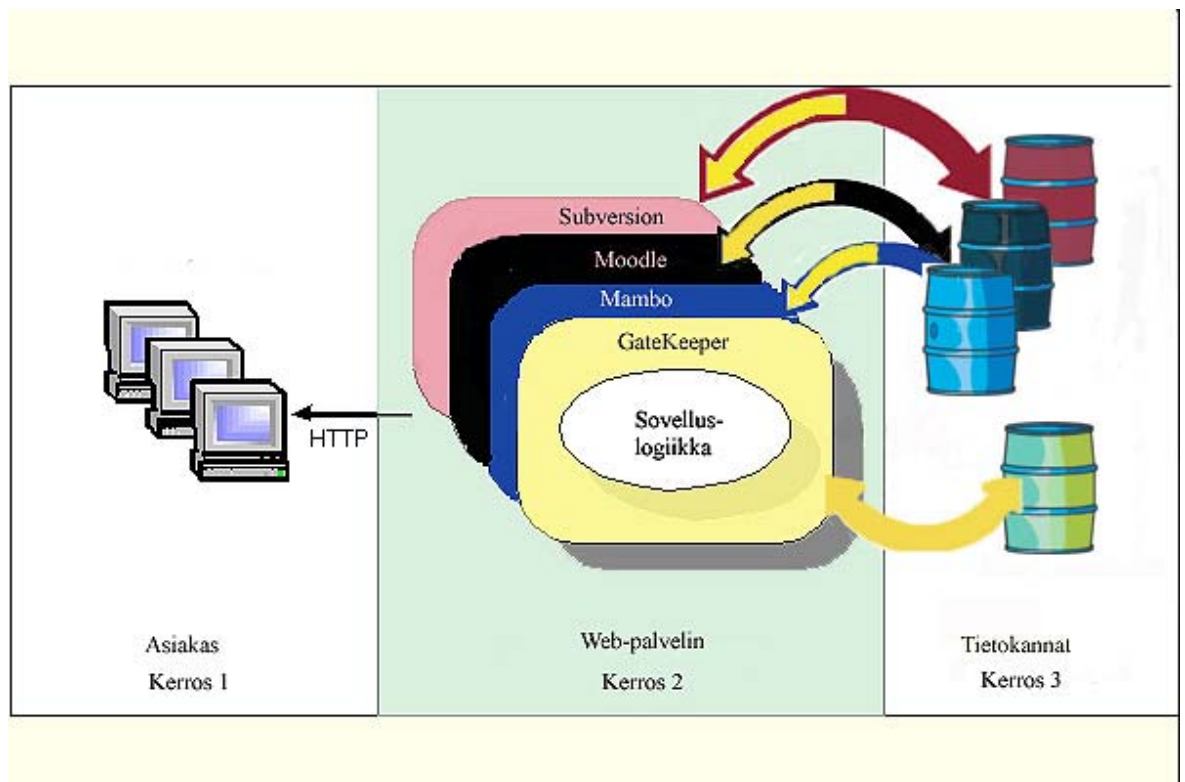 Subversion
Moodle
Mambo
GateKeeper
Sovellus-
logiikka
HTTP
Asiakas
Kerros 1
Web-palvelin
Kerros 2
Tietokannat
Kerros 3